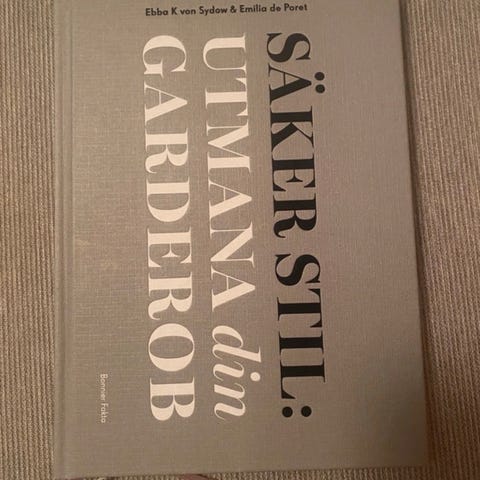 Ebba K von Sydow & Emilia de Poret
SÄKER STIL:
UTMANA din
GARDEROB
Bonnier Fakta